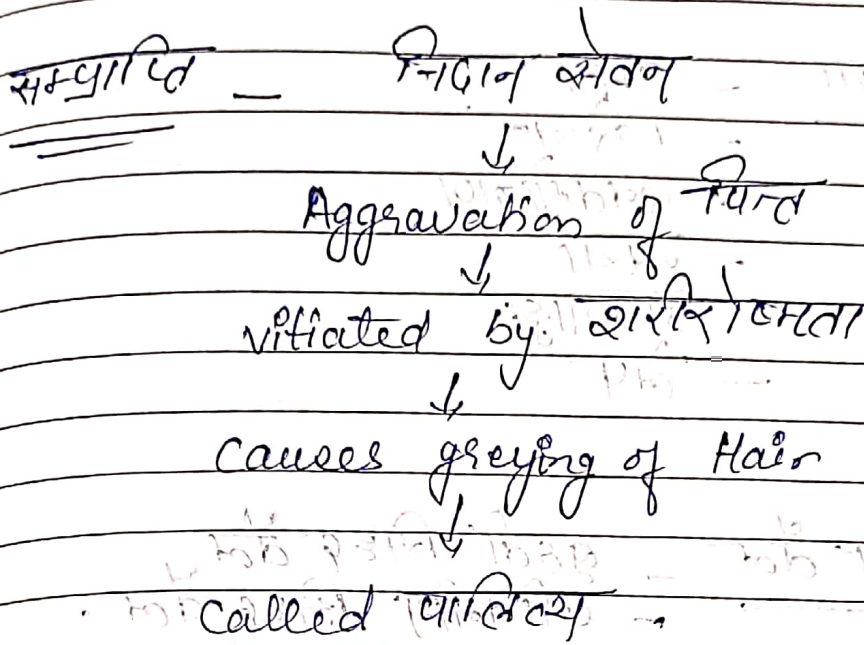 सम्प्राप्ति — निदान सेवन
↓
Aggravation of पित्त
↓
vitiated by शरीरोष्मता
↓
Causes greying of Hair
↓
Called पालित्य